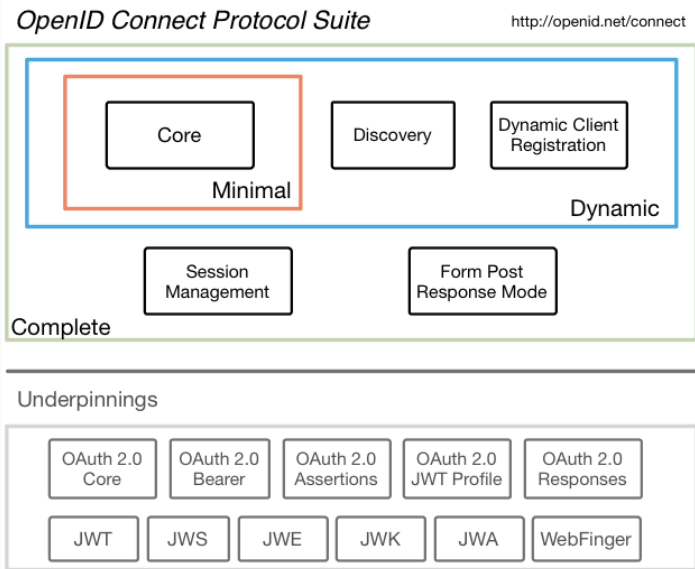 OpenID Connect Protocol Suite
http://openid.net/connect
Core
Discovery
Dynamic Client
Registration
Minimal
Dynamic
Session
Management
Form Post
Response Mode
Complete
Underpinnings
OAuth 2.0
Core
OAuth 2.0
Bearer
OAuth 2.0
Assertions
OAuth 2.0
JWT Profile
OAuth 2.0
Responses
JWT
JWS
JWE
JWK
JWA
WebFinger